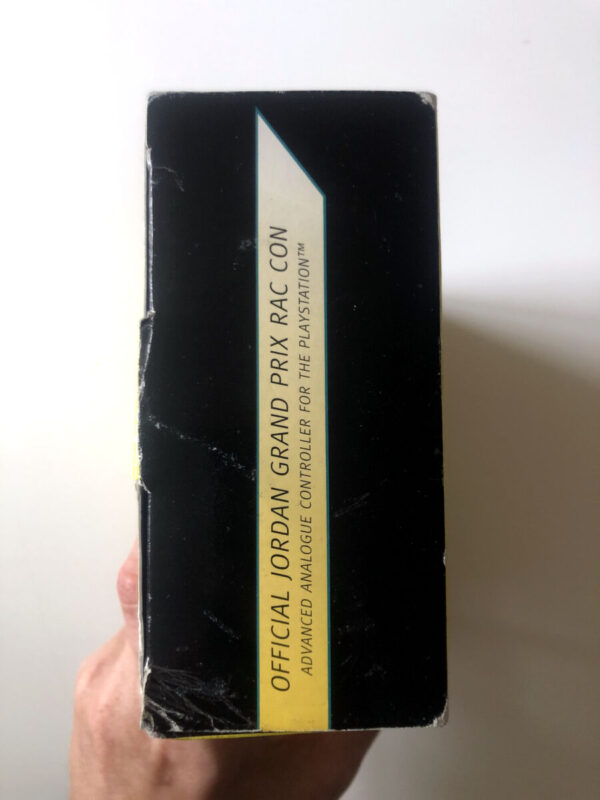 OFFICIAL JORDAN GRAND PRIX RAC CON
ADVANCED ANALOGUE CONTROLLER FOR THE PLAYSTATION™